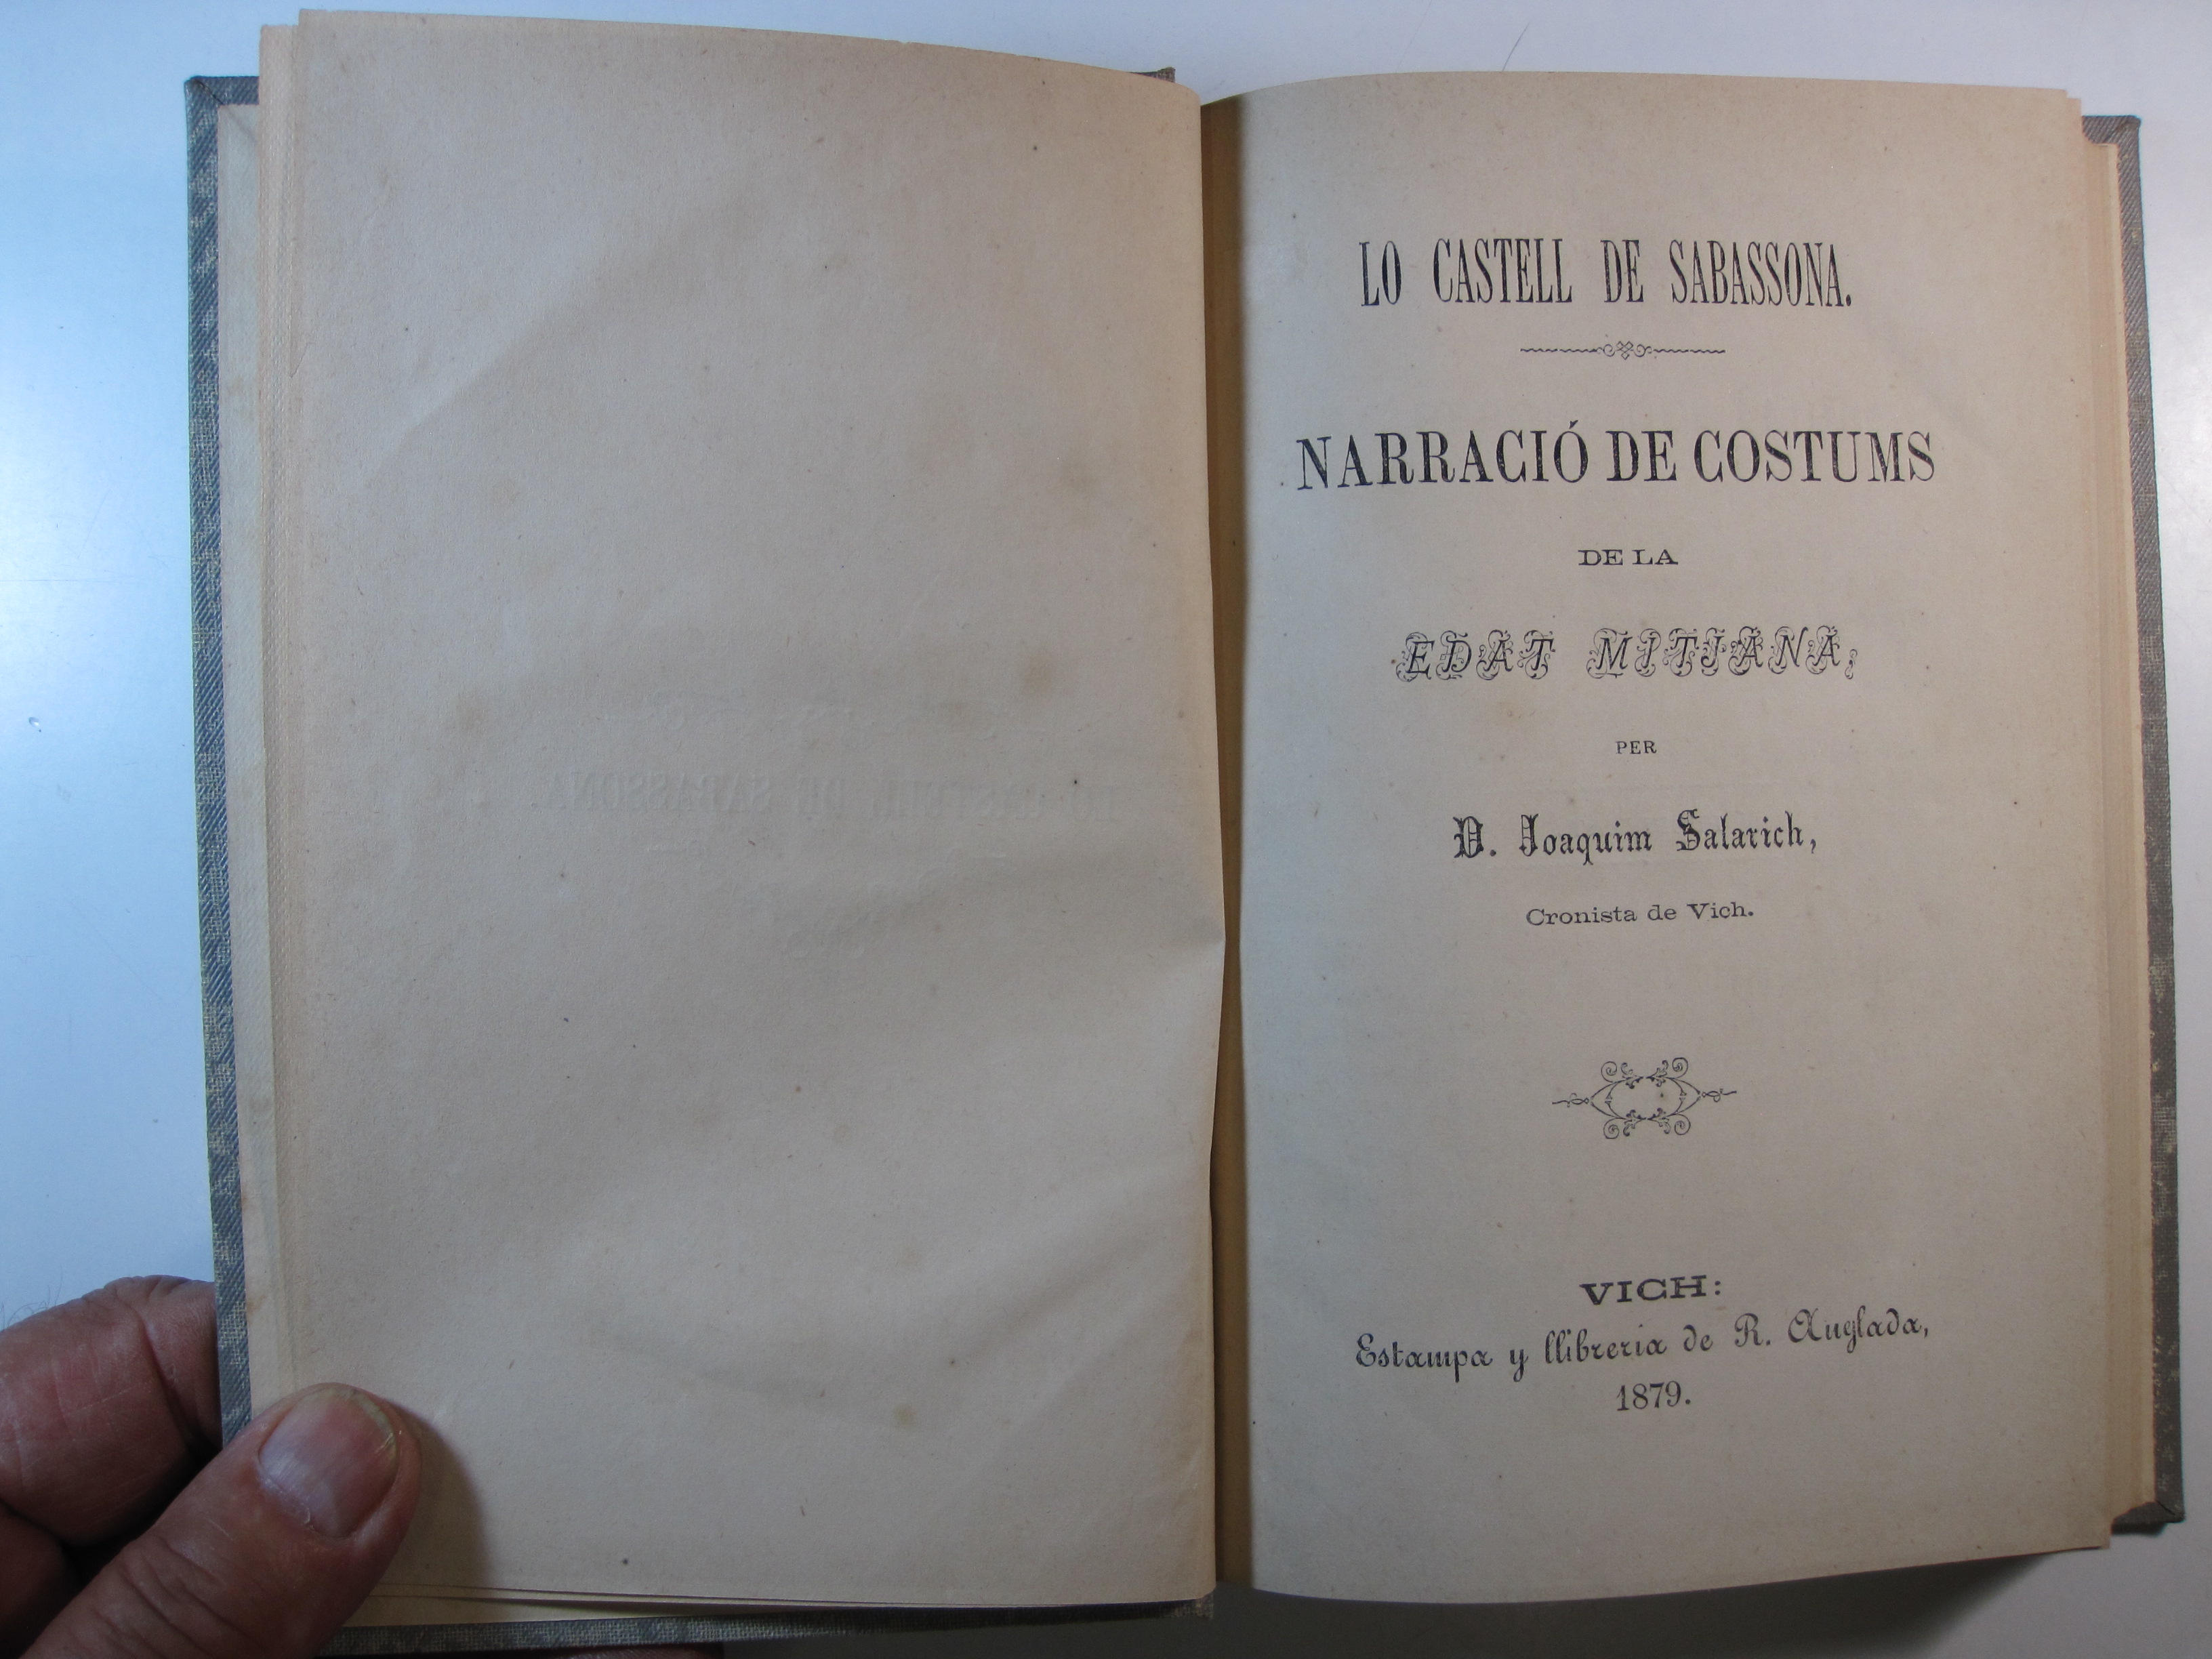 LO CASTELL DE SABASSONA.
NARRACIÓ DE COSTUMS
DE LA
EDAT MITJANA,
PER
D. Joaquim Salarich,
Cronista de Vich.
VICH:
Estampa y llibreria de R. Anglada,
1879.